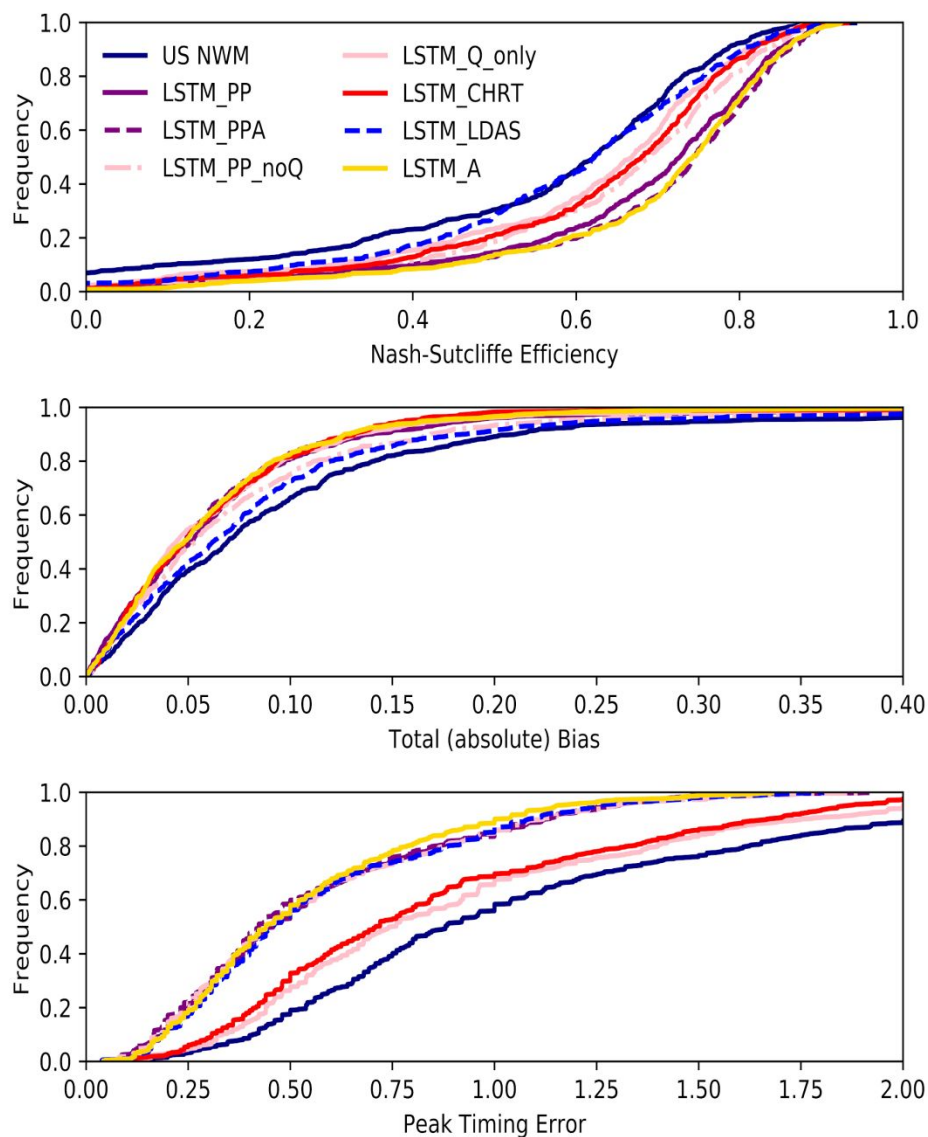 1.0
0.8
0.6
0.4
0.2
0.0
Frequency
US NWM
LSTM_PP
LSTM_PPA
LSTM_PP_noQ
LSTM_Q_only
LSTM_CHRT
LSTM_LDAS
LSTM_A
0.0 0.2 0.4 0.6 0.8 1.0
Nash-Sutcliffe Efficiency
1.0
0.8
0.6
0.4
0.2
0.0
Frequency
0.00 0.05 0.10 0.15 0.20 0.25 0.30 0.35 0.40
Total (absolute) Bias
1.0
0.8
0.6
0.4
0.2
0.0
Frequency
0.00 0.25 0.50 0.75 1.00 1.25 1.50 1.75 2.00
Peak Timing Error